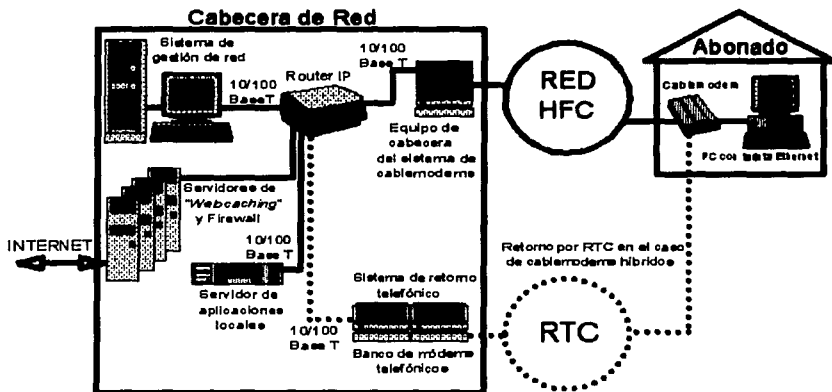 Cabecera de Red
Sistema de
gestión de red
10/100
Base T
Router IP
10/100
Base T
Equipo de
cabecera
del sistema de
cablemodems
RED
HFC
Abonado
Cablemodem
PC con tarjeta Ethernet
Servidores de
"Webcaching"
y Firewall
INTERNET
10/100
Base T
Servidor de
aplicaciones
locales
Sistema de retorno
telefónico
10/100
Base T
Banco de módems
telefónicos
Retorno por RTC en el caso
de cablemodems híbridos
RTC